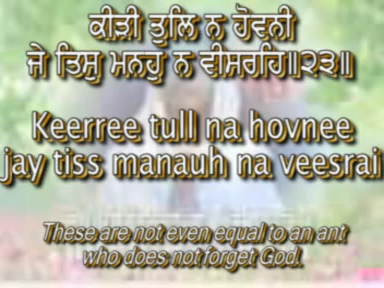 ਕੀੜੀ ਤੁਲਿ ਨ ਹੋਵਨੀ
ਜੇ ਤਿਸੁ ਮਨਹੁ ਨ ਵੀਸਰਹਿ॥੨੩॥
Keerree tull na hovnee
jay tiss manauh na veesrai
These are not even equal to an ant
who does not forget God.